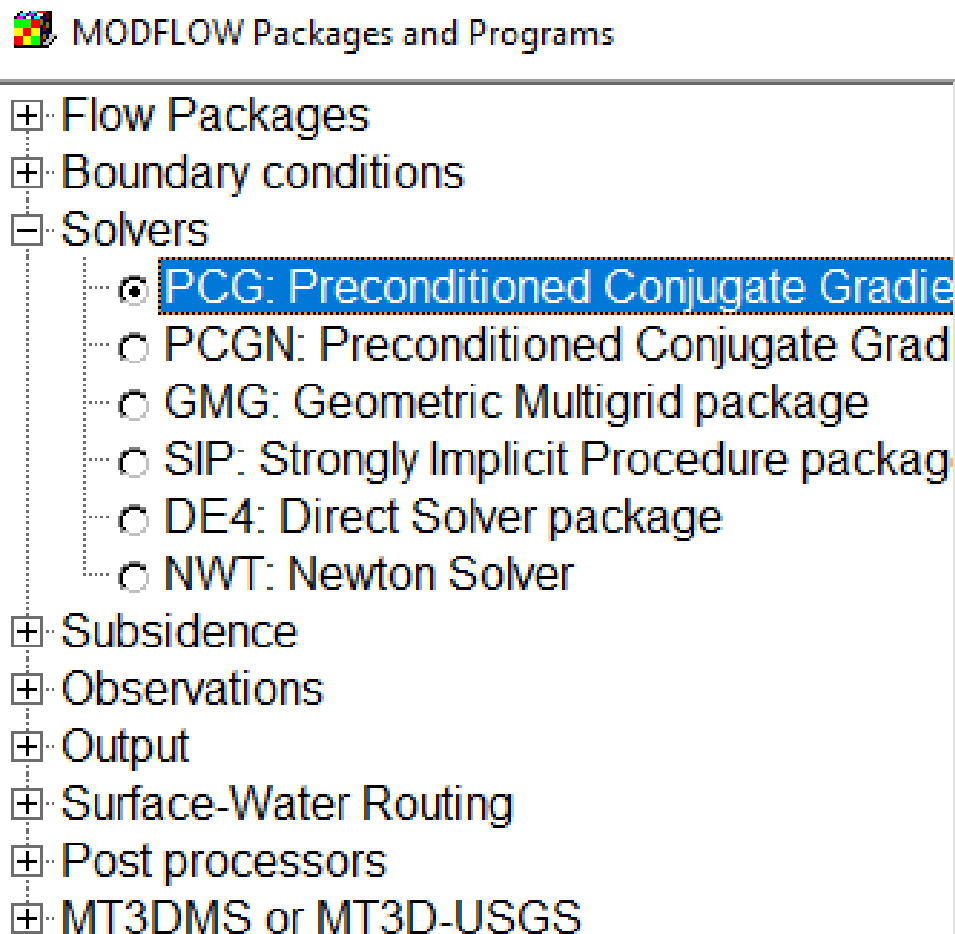 MODFLOW Packages and Programs
Flow Packages
Boundary conditions
Solvers
PCG: Preconditioned Conjugate Gradie
PCGN: Preconditioned Conjugate Grad
GMG: Geometric Multigrid package
SIP: Strongly Implicit Procedure packag
DE4: Direct Solver package
NWT: Newton Solver
Subsidence
Observations
Output
Surface-Water Routing
Post processors
MT3DMS or MT3D-USGS